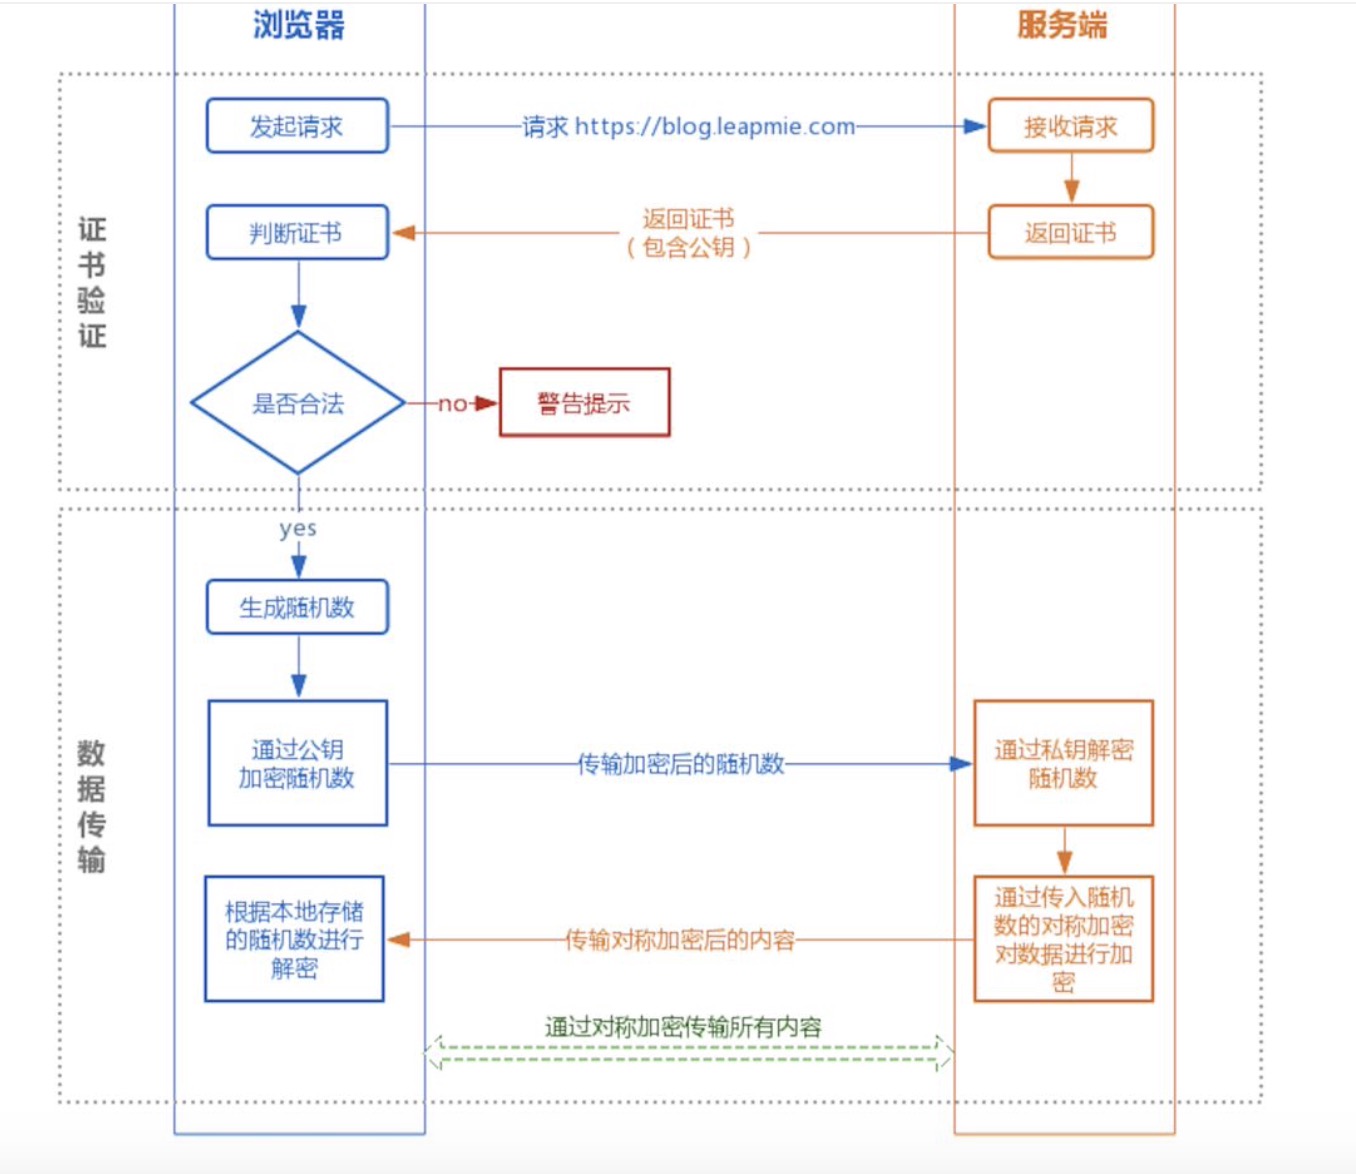 浏览器
服务端
证书验证
发起请求
请求 https://blog.leapmie.com
接收请求
判断证书
返回证书
（包含公钥）
返回证书
是否合法
no
警告提示
数据传输
yes
生成随机数
通过公钥
加密随机数
传输加密后的随机数
通过私钥解密
随机数
根据本地存储
的随机数进行
解密
传输对称加密后的内容
通过传入随机
数的对称加密
对数据进行加
密
通过对称加密传输所有内容